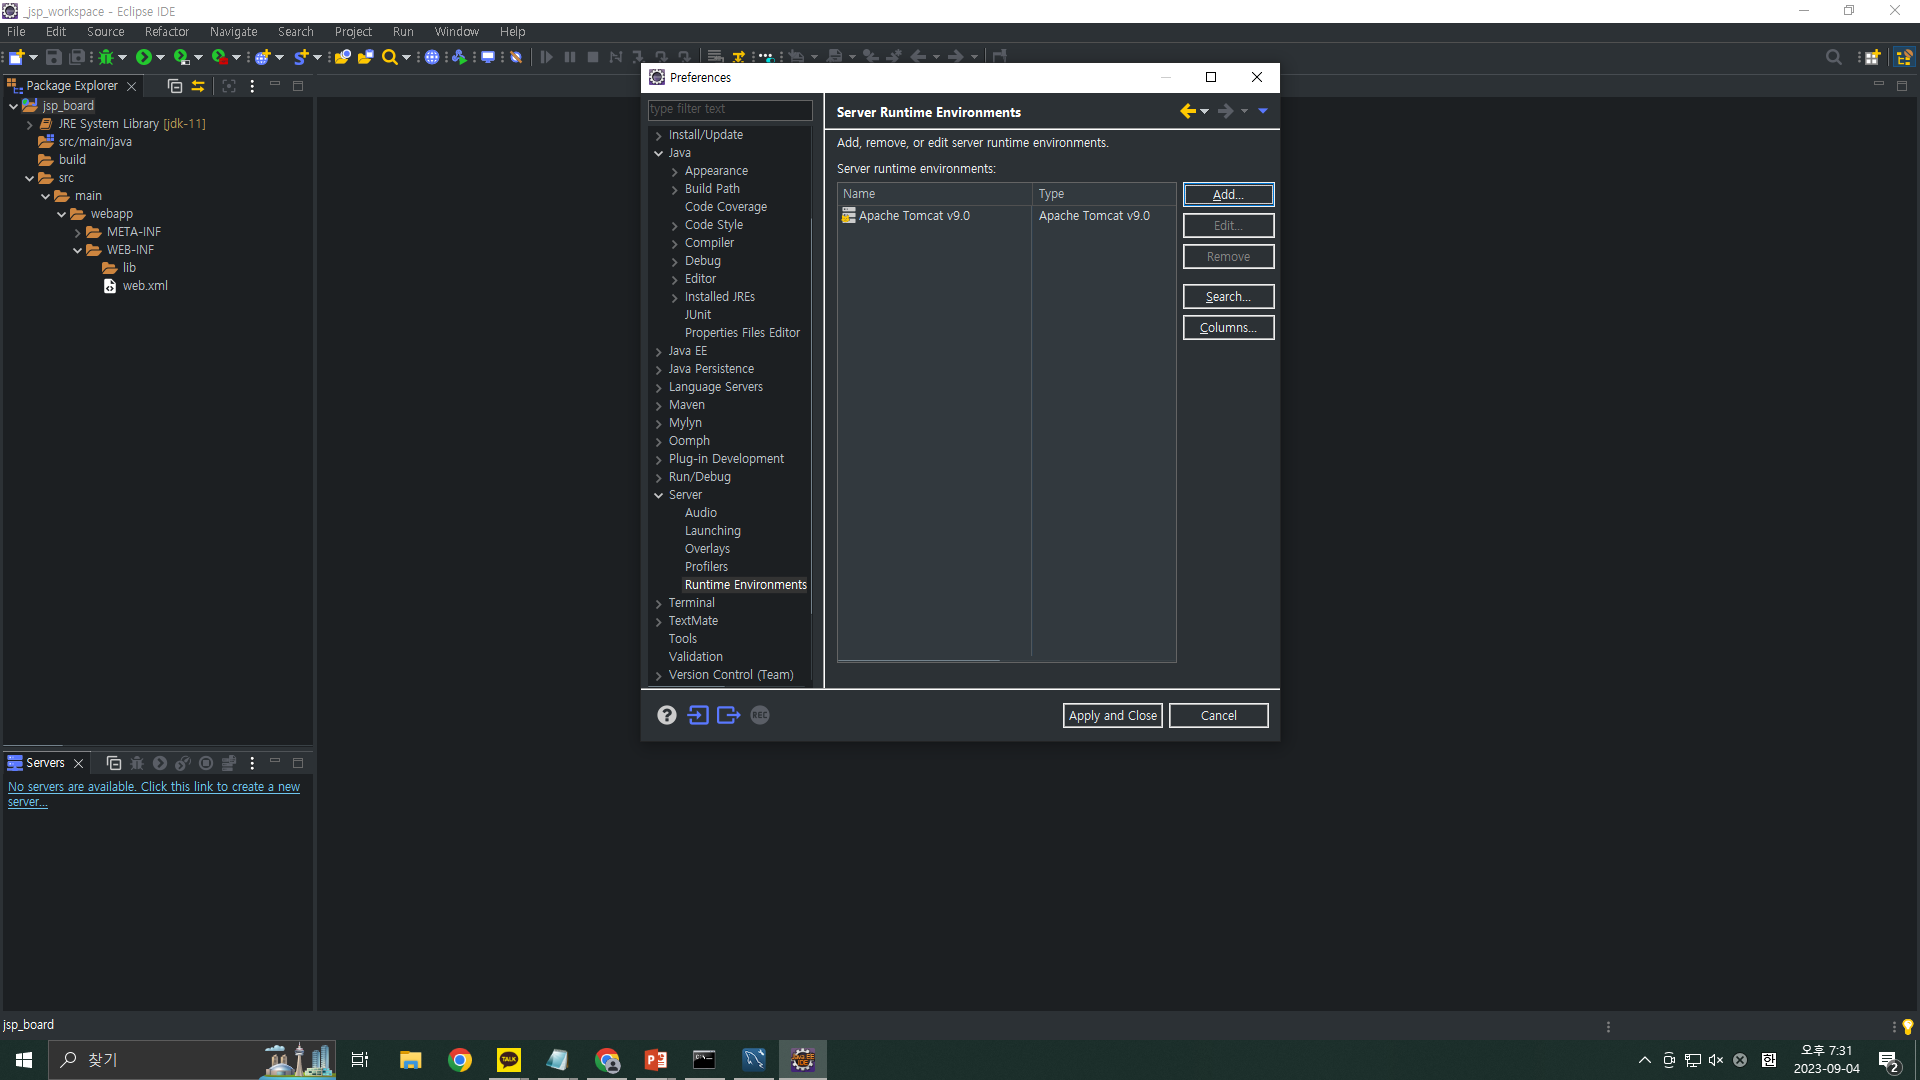 _jsp_workspace - Eclipse IDE
File Edit Source Refactor Navigate Search Project Run Window Help
Package Explorer
jsp_board
JRE System Library [jdk-11]
src/main/java
build
src
main
webapp
META-INF
WEB-INF
lib
web.xml
Servers
No servers are available. Click this link to create a new
server...
Preferences
type filter text
Install/Update
Java
Appearance
Build Path
Code Coverage
Code Style
Compiler
Debug
Editor
Installed JREs
JUnit
Properties Files Editor
Java EE
Java Persistence
Language Servers
Maven
Mylyn
Oomph
Plug-in Development
Run/Debug
Server
Audio
Launching
Overlays
Profilers
Runtime Environments
Terminal
TextMate
Tools
Validation
Version Control (Team)
Server Runtime Environments
Add, remove, or edit server runtime environments.
Server runtime environments:
Name Type
Apache Tomcat v9.0 Apache Tomcat v9.0
Add...
Edit...
Remove
Search...
Columns...
REC
Apply and Close Cancel
jsp_board
찾기
TALK
오후 7:31
2023-09-04
2